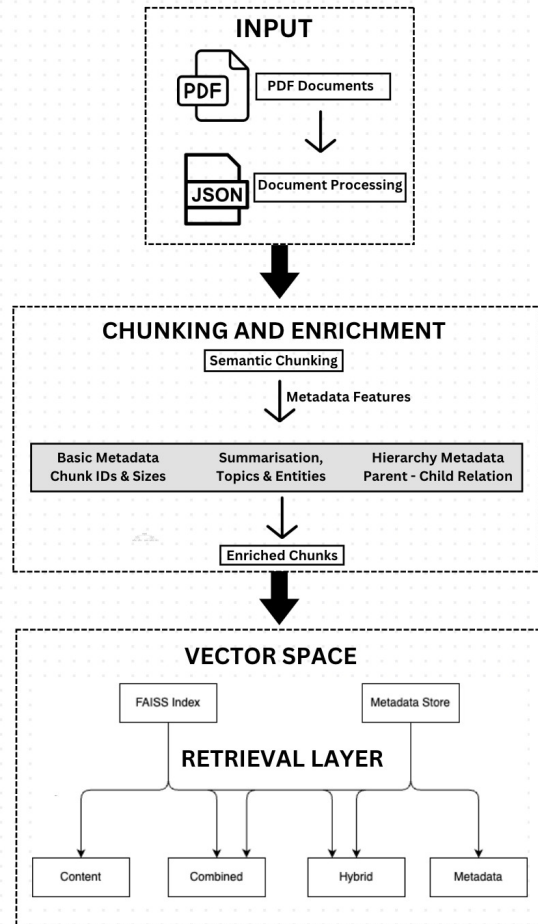 INPUT
PDF
PDF Documents
JSON
Document Processing
CHUNKING AND ENRICHMENT
Semantic Chunking
Metadata Features
Basic Metadata
Chunk IDs & Sizes
Summarisation,
Topics & Entities
Hierarchy Metadata
Parent - Child Relation
Enriched Chunks
VECTOR SPACE
FAISS Index
Metadata Store
RETRIEVAL LAYER
Content
Combined
Hybrid
Metadata